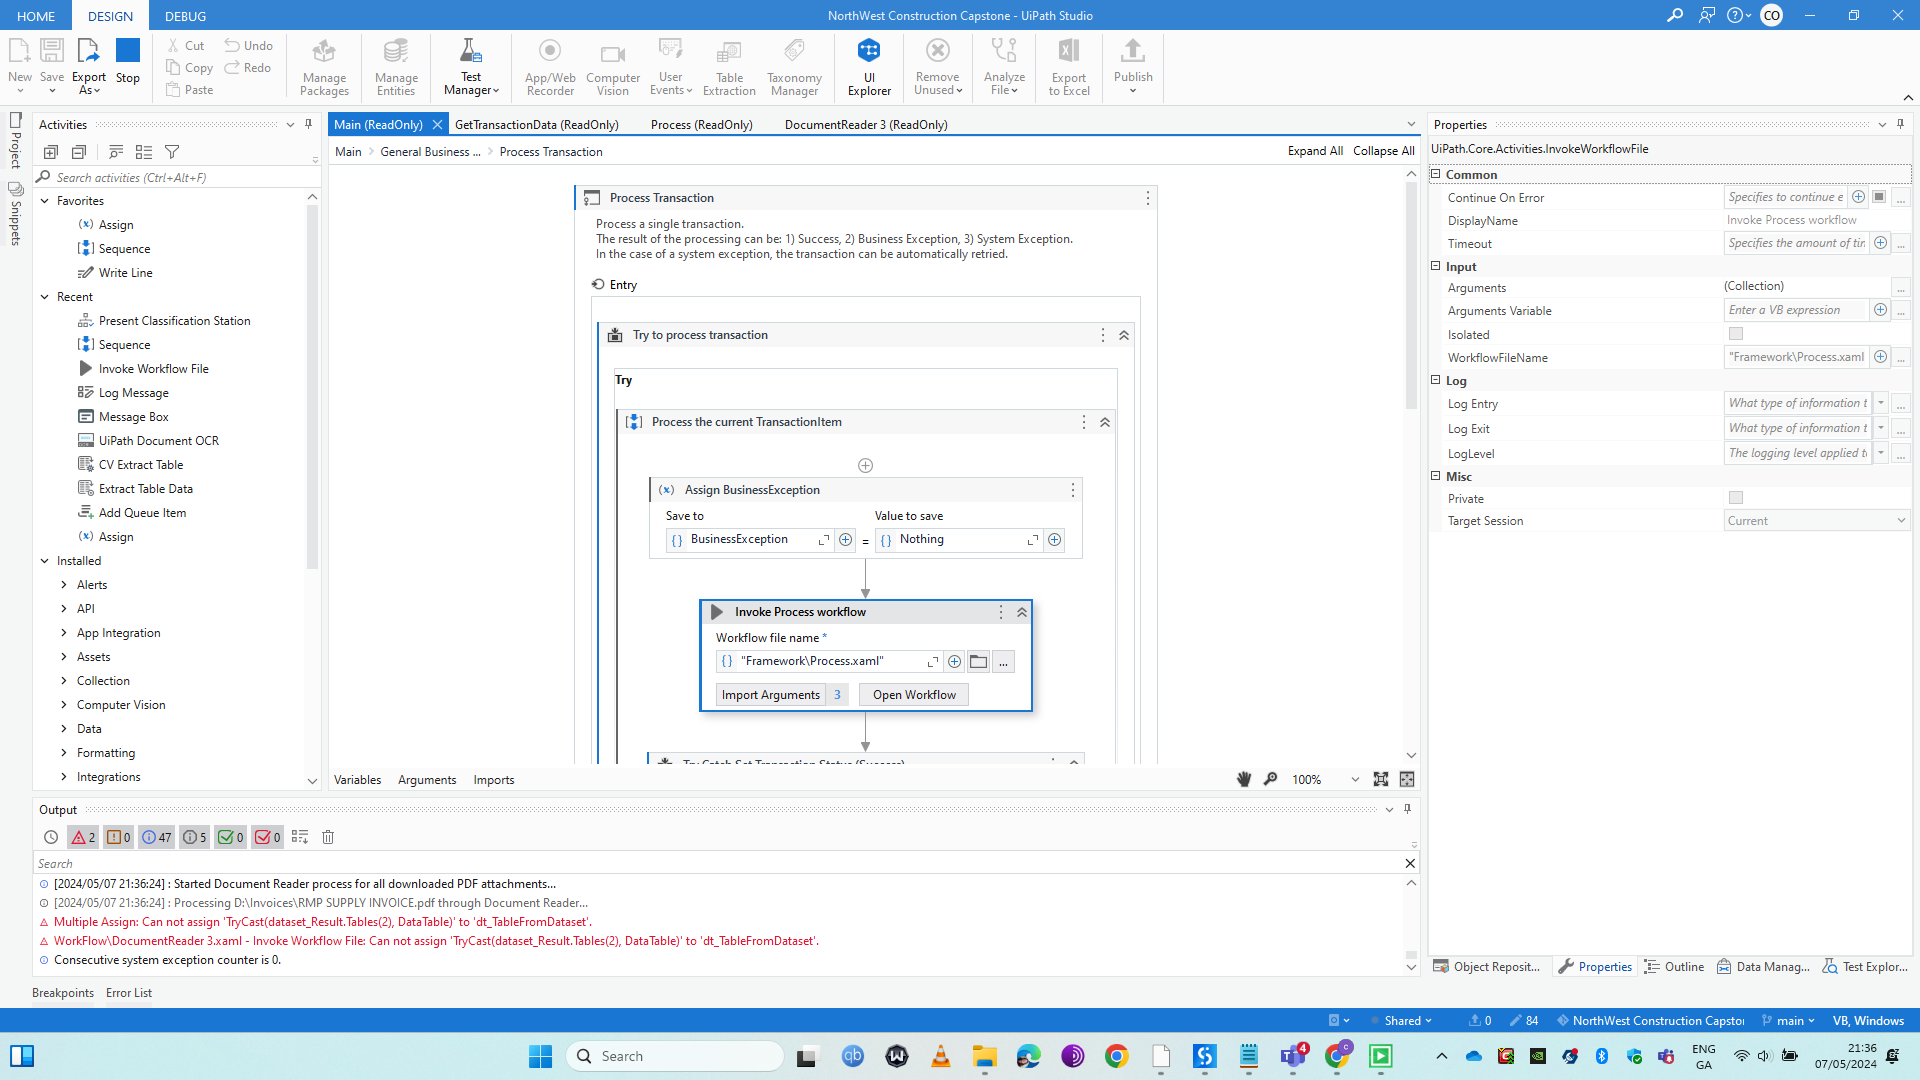 HOME
DESIGN
DEBUG
NorthWest Construction Capstone - UiPath Studio
CO
New
Save
Export
As
Stop
Cut
Copy
Paste
Undo
Redo
Manage
Packages
Manage
Entities
Test
Manager
App/Web
Recorder
Computer
Vision
User
Events
Table
Extraction
Taxonomy
Manager
UI
Explorer
Remove
Unused
Analyze
File
Export
to Excel
Publish
Project
Snippets
Activities
Search activities (Ctrl+Alt+F)
Favorites
Assign
Sequence
Write Line
Recent
Present Classification Station
Sequence
Invoke Workflow File
Log Message
Message Box
UiPath Document OCR
CV Extract Table
Extract Table Data
Add Queue Item
Assign
Installed
Alerts
API
App Integration
Assets
Collection
Computer Vision
Data
Formatting
Integrations
Main (ReadOnly)
GetTransactionData (ReadOnly)
Process (ReadOnly)
DocumentReader 3 (ReadOnly)
Main > General Business ... > Process Transaction
Expand All Collapse All
Process Transaction
Process a single transaction.
The result of the processing can be: 1) Success, 2) Business Exception, 3) System Exception.
In the case of a system exception, the transaction can be automatically retried.
Entry
Try to process transaction
Try
Process the current TransactionItem
Assign BusinessException
Save to
Value to save
BusinessException
=
Nothing
Invoke Process workflow
Workflow file name *
"Framework\Process.xaml"
...
Import Arguments 3
Open Workflow
Try Catch Set Transaction Status (Success)
Variables
Arguments
Imports
100%
Properties
UiPath.Core.Activities.InvokeWorkflowFile
Common
Continue On Error Specifies to continue e
DisplayName Invoke Process workflow
Timeout Specifies the amount of tin
Input
Arguments (Collection)
Arguments Variable Enter a VB expression
Isolated
WorkflowFileName "Framework\Process.xaml
Log
Log Entry What type of information t
Log Exit What type of information t
LogLevel The logging level applied t
Misc
Private
Target Session Current
Object Reposit...
Properties
Outline
Data Manag...
Test Explor...
Output
2
0
47
5
0
0
Search
[2024/05/07 21:36:24] : Started Document Reader process for all downloaded PDF attachments...
[2024/05/07 21:36:24] : Processing D:\Invoices\RMP SUPPLY INVOICE.pdf through Document Reader...
Multiple Assign: Can not assign 'TryCast(dataset_Result.Tables(2), DataTable)' to 'dt_TableFromDataset'.
WorkFlow\DocumentReader 3.xaml - Invoke Workflow File: Can not assign 'TryCast(dataset_Result.Tables(2), DataTable)' to 'dt_TableFromDataset'.
Consecutive system exception counter is 0.
Breakpoints
Error List
Shared
0
84
NorthWest Construction Capsto
main
VB, Windows
Search
qb
4
c
ENG
GA
21:36
07/05/2024